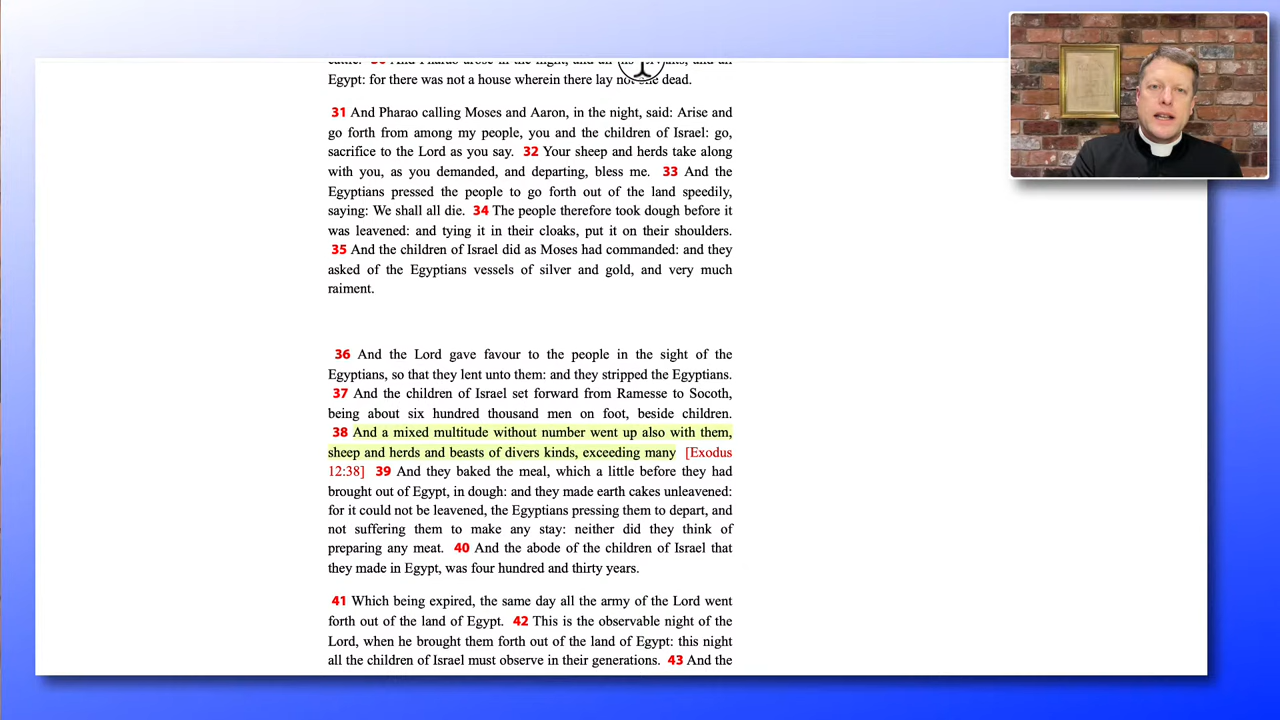 Egypt: for there was not a house wherein there lay not one dead.
31 And Pharao calling Moses and Aaron, in the night, said: Arise and
go forth from among my people, you and the children of Israel: go,
sacrifice to the Lord as you say. 32 Your sheep and herds take along
with you, as you demanded, and departing, bless me. 33 And the
Egyptians pressed the people to go forth out of the land speedily,
saying: We shall all die. 34 The people therefore took dough before it
was leavened: and tying it in their cloaks, put it on their shoulders.
35 And the children of Israel did as Moses had commanded: and they
asked of the Egyptians vessels of silver and gold, and very much
raiment.
36 And the Lord gave favour to the people in the sight of the
Egyptians, so that they lent unto them: and they stripped the Egyptians.
37 And the children of Israel set forward from Ramesse to Socoth,
being about six hundred thousand men on foot, beside children.
38 And a mixed multitude without number went up also with them,
sheep and herds and beasts of divers kinds, exceeding many [Exodus
12:38] 39 And they baked the meal, which a little before they had
brought out of Egypt, in dough: and they made earth cakes unleavened:
for it could not be leavened, the Egyptians pressing them to depart, and
not suffering them to make any stay: neither did they think of
preparing any meat. 40 And the abode of the children of Israel that
they made in Egypt, was four hundred and thirty years.
41 Which being expired, the same day all the army of the Lord went
forth out of the land of Egypt. 42 This is the observable night of the
Lord, when he brought them forth out of the land of Egypt: this night
all the children of Israel must observe in their generations. 43 And the